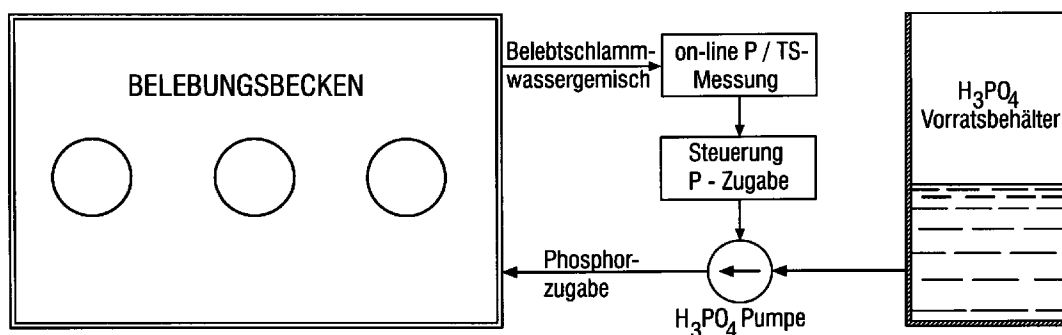 BELEBUNGSBECKEN
Belebtschlamm-
wassergemisch
on-line P / TS-
Messung
Steuerung
P - Zugabe
Phosphor-
zugabe
H₃PO₄ Pumpe
H₃PO₄
Vorratsbehälter